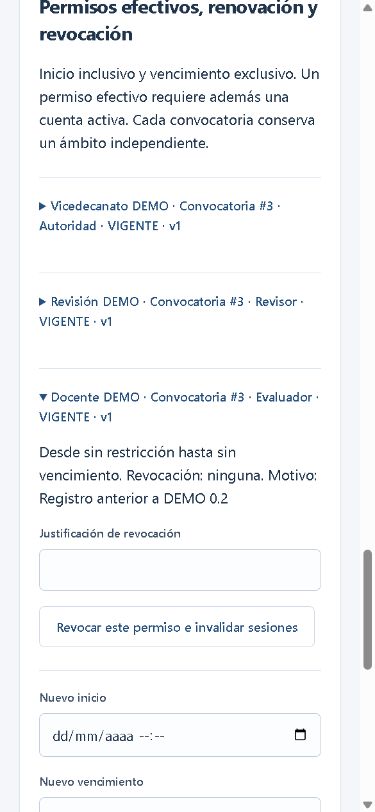 Permisos efectivos, renovación y
revocación
Inicio inclusivo y vencimiento exclusivo. Un
permiso efectivo requiere además una
cuenta activa. Cada convocatoria conserva
un ámbito independiente.
▶ Vicedecanato DEMO · Convocatoria #3 ·
Autoridad · VIGENTE · v1
▶ Revisión DEMO · Convocatoria #3 · Revisor ·
VIGENTE · v1
▼ Docente DEMO · Convocatoria #3 · Evaluador ·
VIGENTE · v1
Desde sin restricción hasta sin
vencimiento. Revocación: ninguna. Motivo:
Registro anterior a DEMO 0.2
Justificación de revocación
Revocar este permiso e invalidar sesiones
Nuevo inicio
dd/mm/aaaa --:--
Nuevo vencimiento